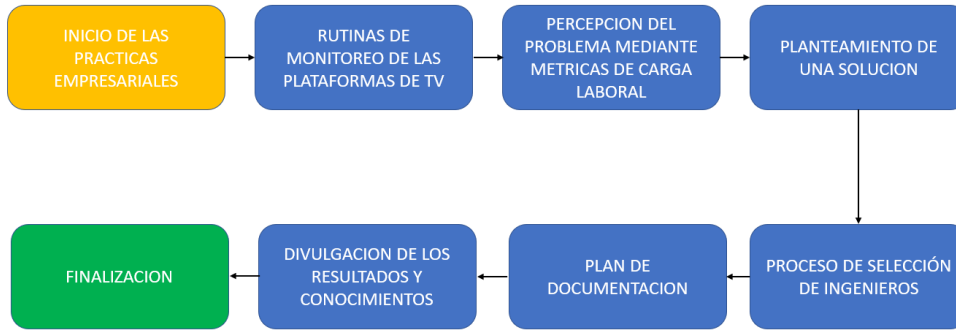 INICIO DE LAS
PRACTICAS
EMPRESARIALES
RUTINAS DE
MONITOREO DE LAS
PLATAFORMAS DE TV
PERCEPCION DEL
PROBLEMA MEDIANTE
METRICAS DE CARGA
LABORAL
PLANTEAMIENTO DE
UNA SOLUCION
PROCESO DE SELECCIÓN
DE INGENIEROS
PLAN DE
DOCUMENTACION
DIVULGACION DE LOS
RESULTADOS Y
CONOCIMIENTOS
FINALIZACION